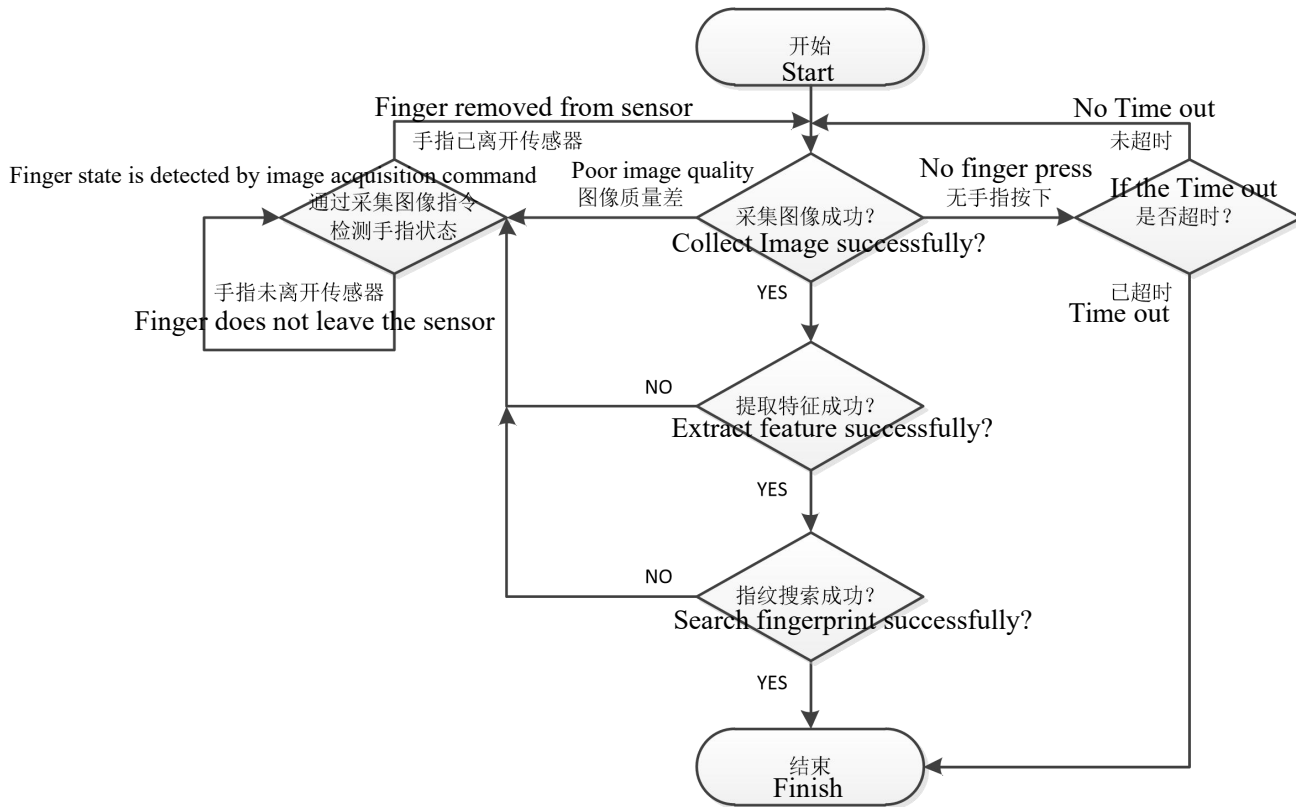 开始
Start
Finger removed from sensor
手指已离开传感器
No Time out
未超时
Finger state is detected by image acquisition command
通过采集图像指令
检测手指状态
Poor image quality
图像质量差
采集图像成功？
Collect Image successfully?
No finger press
无手指按下
If the Time out
是否超时？
手指未离开传感器
Finger does not leave the sensor
YES
已超时
Time out
NO
提取特征成功？
Extract feature successfully?
YES
NO
指纹搜索成功？
Search fingerprint successfully?
YES
结束
Finish